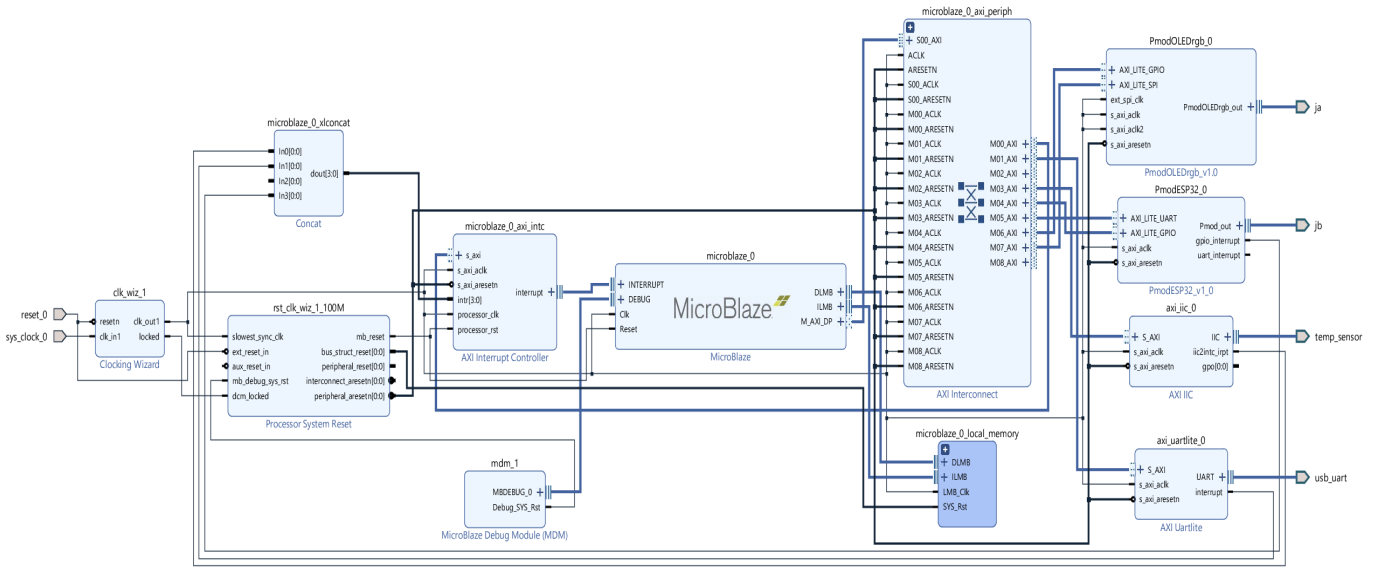 microblaze_0_axi_periph
S00_AXI
ACLK
ARESETN
S00_ACLK
S00_ARESETN
M00_ACLK
M00_ARESETN
M01_ACLK
M01_ARESETN
M02_ACLK
M02_ARESETN
M03_ACLK
M03_ARESETN
M04_ACLK
M04_ARESETN
M05_ACLK
M05_ARESETN
M06_ACLK
M06_ARESETN
M07_ACLK
M07_ARESETN
M08_ACLK
M08_ARESETN
M00_AXI
M01_AXI
M02_AXI
M03_AXI
M04_AXI
M05_AXI
M06_AXI
M07_AXI
M08_AXI
AXI Interconnect
PmodOLEDrgb_0
AXI_LITE_GPIO
AXI_LITE_SPI
ext_spi_clk
s_axi_aclk
s_axi_aclk2
s_axi_aresetn
PmodOLEDrgb_out
PmodOLEDrgb_v1.0
ja
microblaze_0_xlconcat
In0[0:0]
In1[0:0]
In2[0:0]
In3[0:0]
dout[3:0]
Concat
PmodESP32_0
AXI_LITE_UART
AXI_LITE_GPIO
s_axi_aclk
s_axi_aresetn
Pmod_out
gpio_interrupt
uart_interrupt
PmodESP32_v1_0
jb
microblaze_0_axi_intc
s_axi
s_axi_aclk
s_axi_aresetn
intr[3:0]
processor_clk
processor_rst
interrupt
AXI Interrupt Controller
microblaze_0
INTERRUPT
DEBUG
Clk
Reset
MicroBlaze
DLMB
ILMB
M_AXI_DP
MicroBlaze
reset_0
sys_clock_0
clk_wiz_1
resetn
clk_in1
clk_out1
locked
Clocking Wizard
rst_clk_wiz_1_100M
slowest_sync_clk
ext_reset_in
aux_reset_in
mb_debug_sys_rst
dcm_locked
mb_reset
bus_struct_reset[0:0]
peripheral_reset[0:0]
interconnect_aresetn[0:0]
peripheral_aresetn[0:0]
Processor System Reset
axi_iic_0
S_AXI
s_axi_aclk
s_axi_aresetn
IIC
iic2intc_irpt
gpo[0:0]
AXI IIC
temp_sensor
mdm_1
MBDEBUG_0
Debug_SYS_Rst
MicroBlaze Debug Module (MDM)
microblaze_0_local_memory
DLMB
ILMB
LMB_Clk
SYS_Rst
axi_uartlite_0
S_AXI
s_axi_aclk
s_axi_aresetn
UART
interrupt
AXI Uartlite
usb_uart